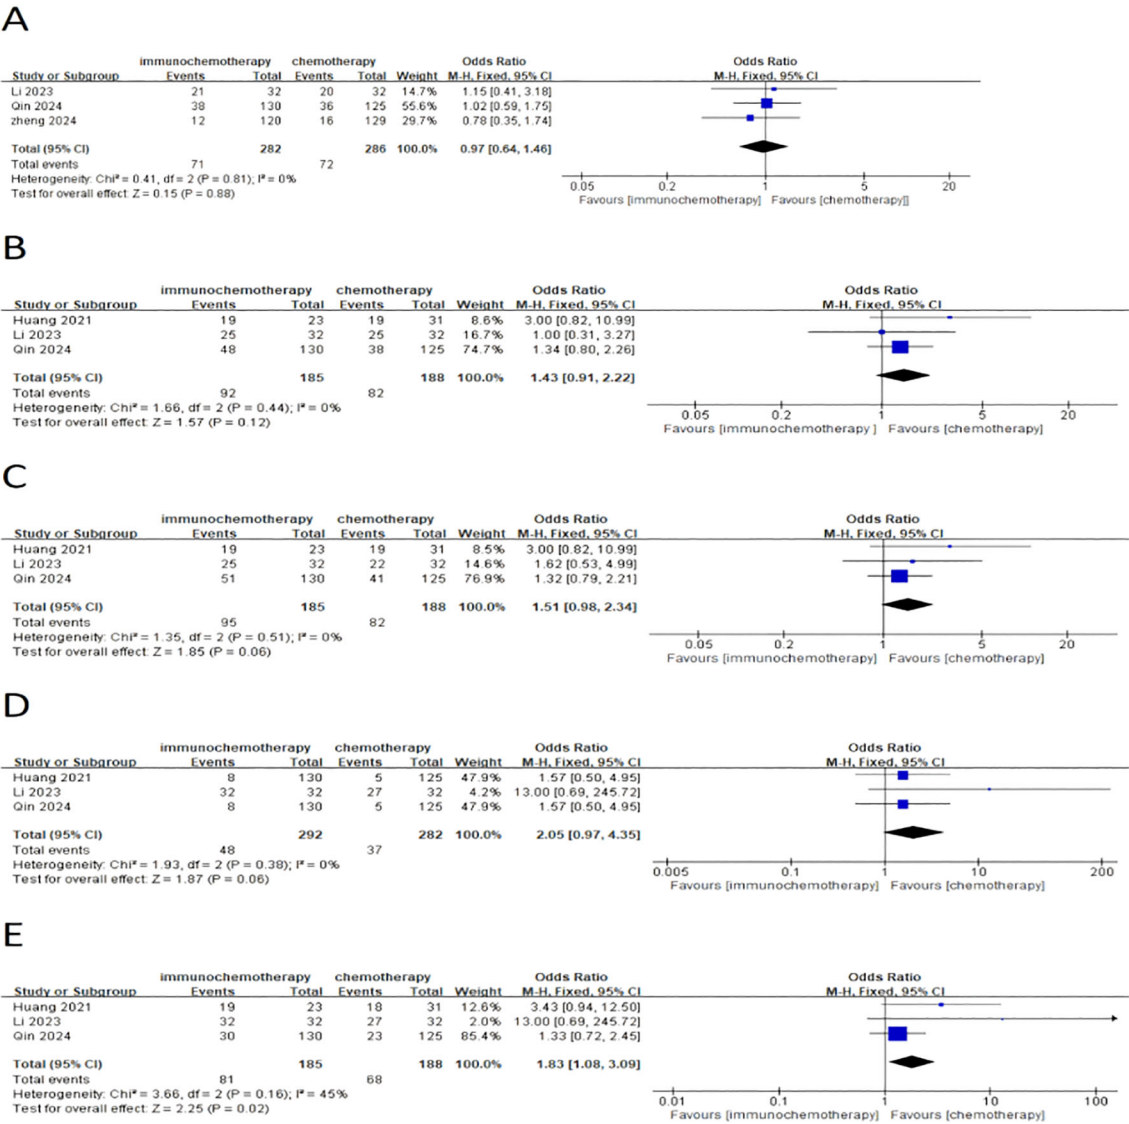 A
immunochemotherapy chemotherapy Odds Ratio Odds Ratio
Study or Subgroup Events Total Events Total Weight M-H, Fixed, 95% CI M-H, Fixed, 95% CI
Li 2023 21 32 20 32 14.7% 1.15 [0.41, 3.18]
Qin 2024 38 130 36 125 55.6% 1.02 [0.59, 1.75]
zheng 2024 12 120 16 129 29.7% 0.78 [0.35, 1.74]
Total (95% CI) 282 286 100.0% 0.97 [0.64, 1.46]
Total events 71 72
Heterogeneity: Chi² = 0.41, df = 2 (P = 0.81); I² = 0%
Test for overall effect: Z = 0.15 (P = 0.88)
0.05 0.2 1 5 20
Favours [immunochemotherapy] Favours [chemotherapy]]
B
immunochemotherapy chemotherapy Odds Ratio Odds Ratio
Study or Subgroup Events Total Events Total Weight M-H, Fixed, 95% CI M-H, Fixed, 95% CI
Huang 2021 19 23 19 31 8.6% 3.00 [0.82, 10.99]
Li 2023 25 32 25 32 16.7% 1.00 [0.31, 3.27]
Qin 2024 48 130 38 125 74.7% 1.34 [0.80, 2.26]
Total (95% CI) 185 188 100.0% 1.43 [0.91, 2.22]
Total events 92 82
Heterogeneity: Chi² = 1.66, df = 2 (P = 0.44); I² = 0%
Test for overall effect: Z = 1.57 (P = 0.12)
0.05 0.2 1 5 20
Favours [immunochemotherapy ] Favours [chemotherapy]
C
immunochemotherapy chemotherapy Odds Ratio Odds Ratio
Study or Subgroup Events Total Events Total Weight M-H, Fixed, 95% CI M-H, Fixed, 95% CI
Huang 2021 19 23 19 31 8.5% 3.00 [0.82, 10.99]
Li 2023 25 32 22 32 14.6% 1.62 [0.53, 4.99]
Qin 2024 51 130 41 125 76.9% 1.32 [0.79, 2.21]
Total (95% CI) 185 188 100.0% 1.51 [0.98, 2.34]
Total events 95 82
Heterogeneity: Chi² = 1.35, df = 2 (P = 0.51); I² = 0%
Test for overall effect: Z = 1.85 (P = 0.06)
0.05 0.2 1 5 20
Favours [immunochemotherapy] Favours [chemotherapy]
D
immunochemotherapy chemotherapy Odds Ratio Odds Ratio
Study or Subgroup Events Total Events Total Weight M-H, Fixed, 95% CI M-H, Fixed, 95% CI
Huang 2021 8 130 5 125 47.9% 1.57 [0.50, 4.95]
Li 2023 32 32 27 32 4.2% 13.00 [0.69, 245.72]
Qin 2024 8 130 5 125 47.9% 1.57 [0.50, 4.95]
Total (95% CI) 292 282 100.0% 2.05 [0.97, 4.35]
Total events 48 37
Heterogeneity: Chi² = 1.93, df = 2 (P = 0.38); I² = 0%
Test for overall effect: Z = 1.87 (P = 0.06)
0.005 0.1 1 10 200
Favours [immunochemotherapy] Favours [chemotherapy]
E
immunochemotherapy chemotherapy Odds Ratio Odds Ratio
Study or Subgroup Events Total Events Total Weight M-H, Fixed, 95% CI M-H, Fixed, 95% CI
Huang 2021 19 23 18 31 12.6% 3.43 [0.94, 12.50]
Li 2023 32 32 27 32 2.0% 13.00 [0.69, 245.72]
Qin 2024 30 130 23 125 85.4% 1.33 [0.72, 2.45]
Total (95% CI) 185 188 100.0% 1.83 [1.08, 3.09]
Total events 81 68
Heterogeneity: Chi² = 3.66, df = 2 (P = 0.16); I² = 45%
Test for overall effect: Z = 2.25 (P = 0.02)
0.01 0.1 1 10 100
Favours [immunochemotherapy] Favours [chemotherapy]